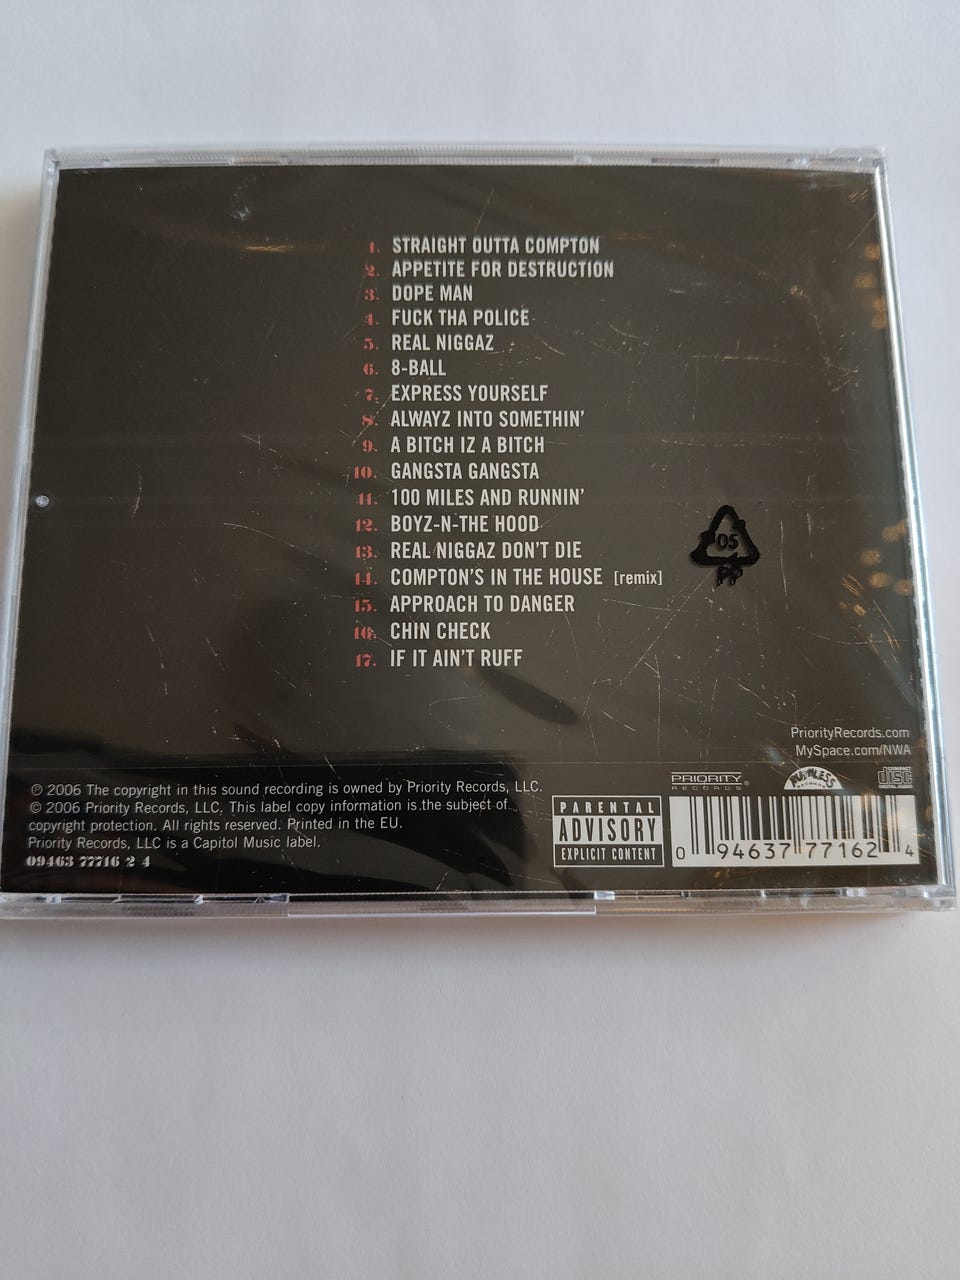 1. STRAIGHT OUTTA COMPTON
2. APPETITE FOR DESTRUCTION
3. DOPE MAN
4. FUCK THA POLICE
5. REAL NIGGAZ
6. 8-BALL
7. EXPRESS YOURSELF
8. ALWAYZ INTO SOMETHIN'
9. A BITCH IZ A BITCH
10. GANGSTA GANGSTA
11. 100 MILES AND RUNNIN'
12. BOYZ-N-THE HOOD
13. REAL NIGGAZ DON'T DIE
14. COMPTON'S IN THE HOUSE [remix]
15. APPROACH TO DANGER
16. CHIN CHECK
17. IF IT AIN'T RUFF
05
PP
PriorityRecords.com
MySpace.com/NWA
℗ 2006 The copyright in this sound recording is owned by Priority Records, LLC.
© 2006 Priority Records, LLC. This label copy information is the subject of
copyright protection. All rights reserved. Printed in the EU.
Priority Records, LLC is a Capitol Music label.
09463 77716 2 4
PRIORITY
RECORDS
RUTHLESS
RECORDS
COMPACT
disc
DIGITAL AUDIO
PARENTAL
ADVISORY
EXPLICIT CONTENT
0 94637 77162 4